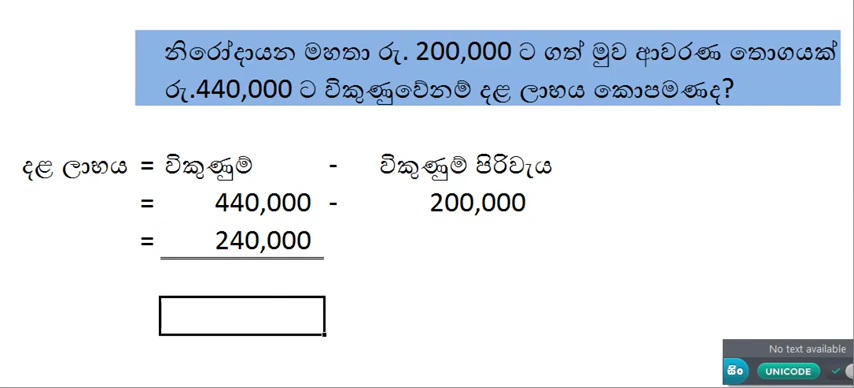 නිරෝදායන මහතා රු. 200,000 ට ගත් මුව ආවරණ තොගයක්
රු.440,000 ට විකුණුවේනම් දළ ලාභය කොපමණද?
දළ ලාභය = විකුණුම් - විකුණුම් පිරිවැය
= 440,000 - 200,000
= 240,000
No text available
සිං UNICODE